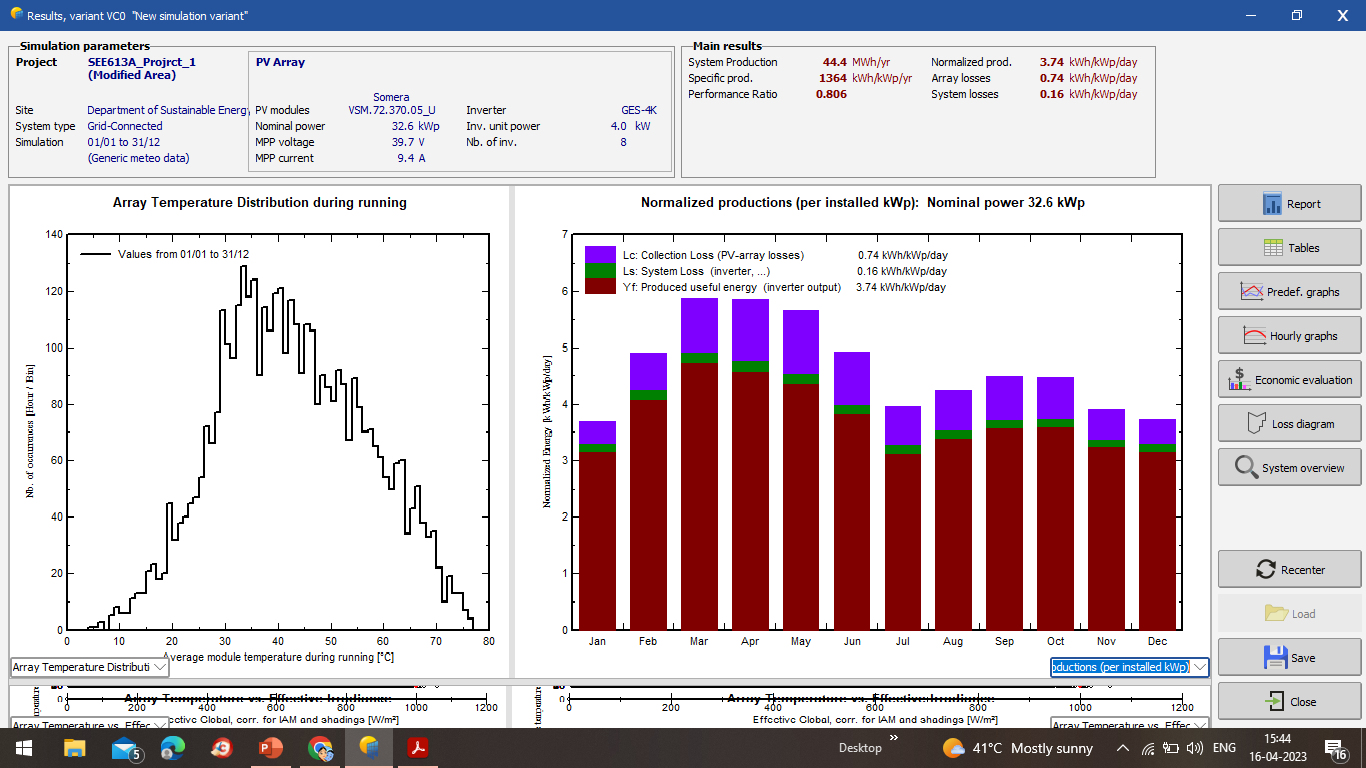 Results, variant VC0 "New simulation variant"
Simulation parameters
Project SEE613A_Projrct_1
(Modified Area)
Site Department of Sustainable Energy
System type Grid-Connected
Simulation 01/01 to 31/12
(Generic meteo data)
PV Array
Somera
PV modules VSM.72.370.05_U Inverter GES-4K
Nominal power 32.6 kWp Inv. unit power 4.0 kW
MPP voltage 39.7 V Nb. of inv. 8
MPP current 9.4 A
Main results
System Production 44.4 MWh/yr Normalized prod. 3.74 kWh/kWp/day
Specific prod. 1364 kWh/kWp/yr Array losses 0.74 kWh/kWp/day
Performance Ratio 0.806 System losses 0.16 kWh/kWp/day
Array Temperature Distribution during running
Values from 01/01 to 31/12
140
120
100
80
60
40
20
0
Nb. of occurrences [Hour / Bin]
0 10 20 30 40 50 60 70 80
Average module temperature during running [°C]
Array Temperature Distributi
Normalized productions (per installed kWp): Nominal power 32.6 kWp
Lc: Collection Loss (PV-array losses) 0.74 kWh/kWp/day
Ls: System Loss (inverter, ...) 0.16 kWh/kWp/day
Yf: Produced useful energy (inverter output) 3.74 kWh/kWp/day
7
6
5
4
3
2
1
0
Normalized Energy [kWh/kWp/day]
Jan Feb Mar Apr May Jun Jul Aug Sep Oct Nov Dec
oductions (per installed kWp)
Array Temperature vs. Effective Irradiance
0 200 400 600 800 1000 1200
ective Global, corr. for IAM and shadings [W/m²]
Array Temperature vs. Effec
Array Temperature vs. Effective Irradiance
0 200 400 600 800 1000 1200
Effective Global, corr. for IAM and shadings [W/m²]
Array Temperature vs. Effec
Report
Tables
Predef. graphs
Hourly graphs
Economic evaluation
Loss diagram
System overview
Recenter
Load
Save
Close
5
Desktop
41°C Mostly sunny
ENG
15:44
16-04-2023
16